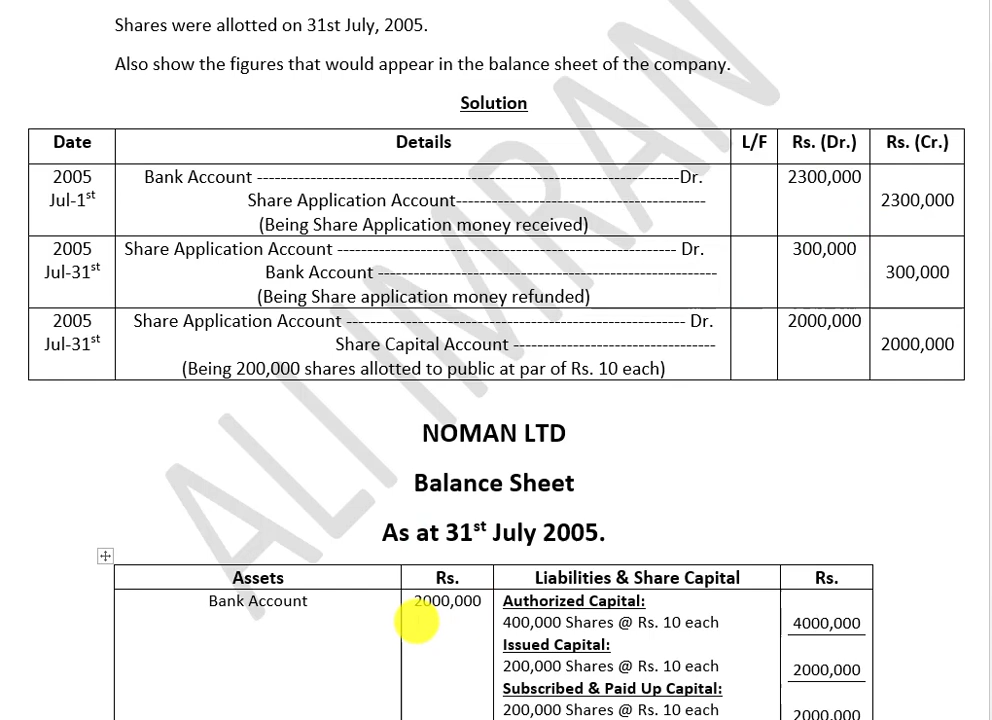 Shares were allotted on 31st July, 2005.
Also show the figures that would appear in the balance sheet of the company.
Solution
Date Details L/F Rs. (Dr.) Rs. (Cr.)
2005 Bank Account ---------------------------------------------------------------------Dr. 2300,000
Jul-1st Share Application Account------------------------------------------ 2300,000
(Being Share Application money received)
2005 Share Application Account --------------------------------------------------------- Dr. 300,000
Jul-31st Bank Account --------------------------------------------------------- 300,000
(Being Share application money refunded)
2005 Share Application Account --------------------------------------------------------- Dr. 2000,000
Jul-31st Share Capital Account ---------------------------------- 2000,000
(Being 200,000 shares allotted to public at par of Rs. 10 each)
ALI IMRAN
NOMAN LTD
Balance Sheet
As at 31st July 2005.
Assets Rs. Liabilities & Share Capital Rs.
Bank Account 2000,000 Authorized Capital:
400,000 Shares @ Rs. 10 each 4000,000
Issued Capital:
200,000 Shares @ Rs. 10 each 2000,000
Subscribed & Paid Up Capital:
200,000 Shares @ Rs. 10 each 2000,000